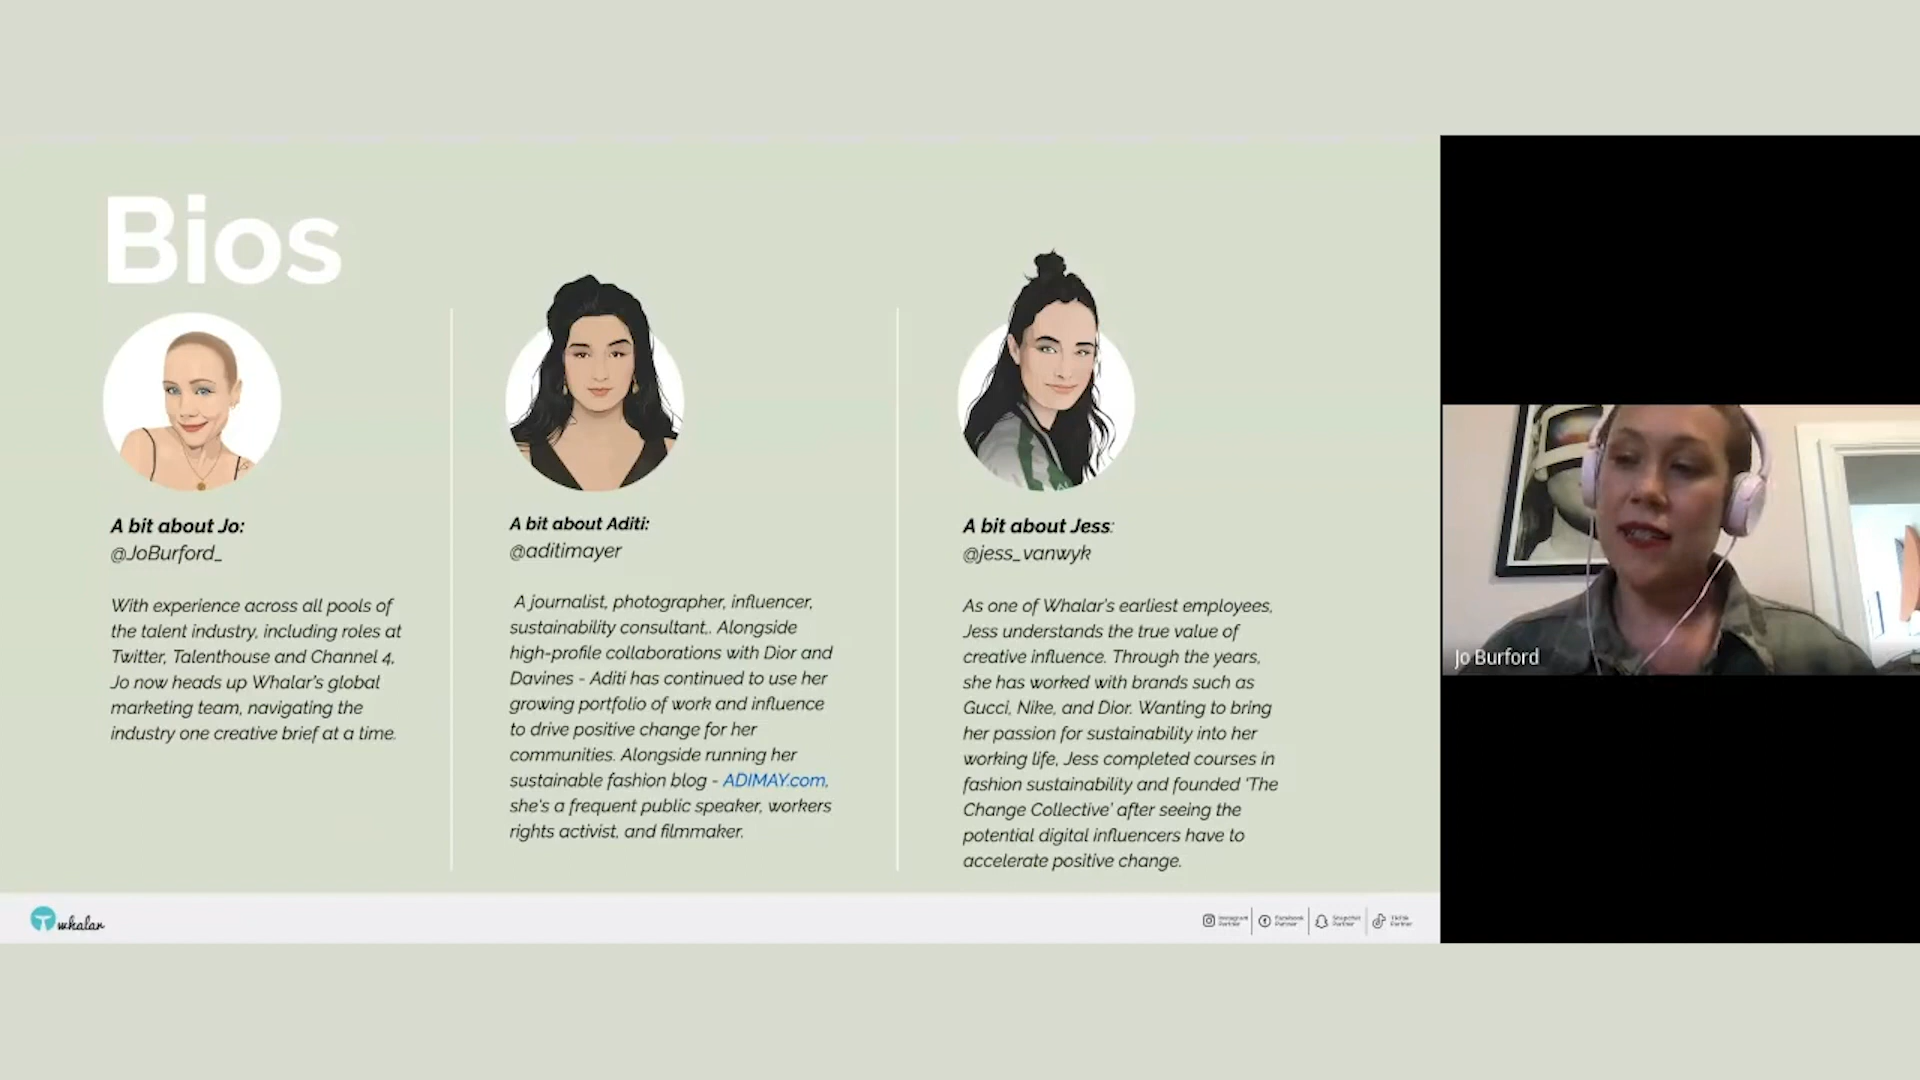 Bios
A bit about Jo:
@JoBurford_
With experience across all pools of
the talent industry, including roles at
Twitter, Talenthouse and Channel 4,
Jo now heads up Whalar's global
marketing team, navigating the
industry one creative brief at a time.
A bit about Aditi:
@aditimayer
A journalist, photographer, influencer,
sustainability consultant,. Alongside
high-profile collaborations with Dior and
Davines - Aditi has continued to use her
growing portfolio of work and influence
to drive positive change for her
communities. Alongside running her
sustainable fashion blog - ADIMAY.com,
she's a frequent public speaker, workers
rights activist, and filmmaker.
A bit about Jess:
@jess_vanwyk
As one of Whalar's earliest employees,
Jess understands the true value of
creative influence. Through the years,
she has worked with brands such as
Gucci, Nike, and Dior. Wanting to bring
her passion for sustainability into her
working life, Jess completed courses in
fashion sustainability and founded 'The
Change Collective' after seeing the
potential digital influencers have to
accelerate positive change.
Jo Burford
whalar
Instagram
Partner
Facebook
Partner
Snapchat
Partner
TikTok
Partner